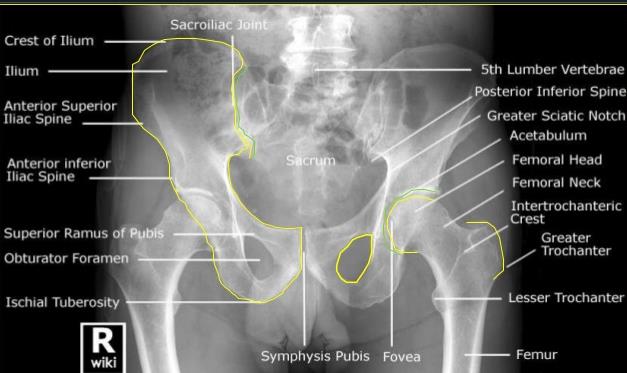 Sacroiliac Joint
Crest of Ilium
Ilium
Anterior Superior
Iliac Spine
Anterior inferior
Iliac Spine
Superior Ramus of Pubis
Obturator Foramen
Ischial Tuberosity
R
wiki
Sacrum
Symphysis Pubis
Fovea
5th Lumber Vertebrae
Posterior Inferior Spine
Greater Sciatic Notch
Acetabulum
Femoral Head
Femoral Neck
Intertrochanteric
Crest
Greater
Trochanter
Lesser Trochanter
Femur